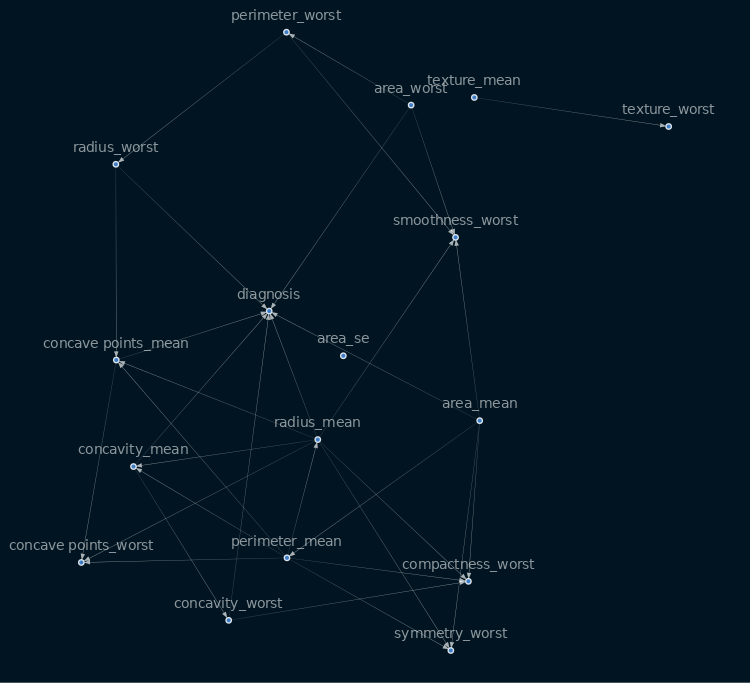 perimeter_worst
texture_mean
area_worst
texture_worst
radius_worst
smoothness_worst
diagnosis
area_se
concave points_mean
area_mean
radius_mean
concavity_mean
perimeter_mean
concave points_worst
compactness_worst
concavity_worst
symmetry_worst